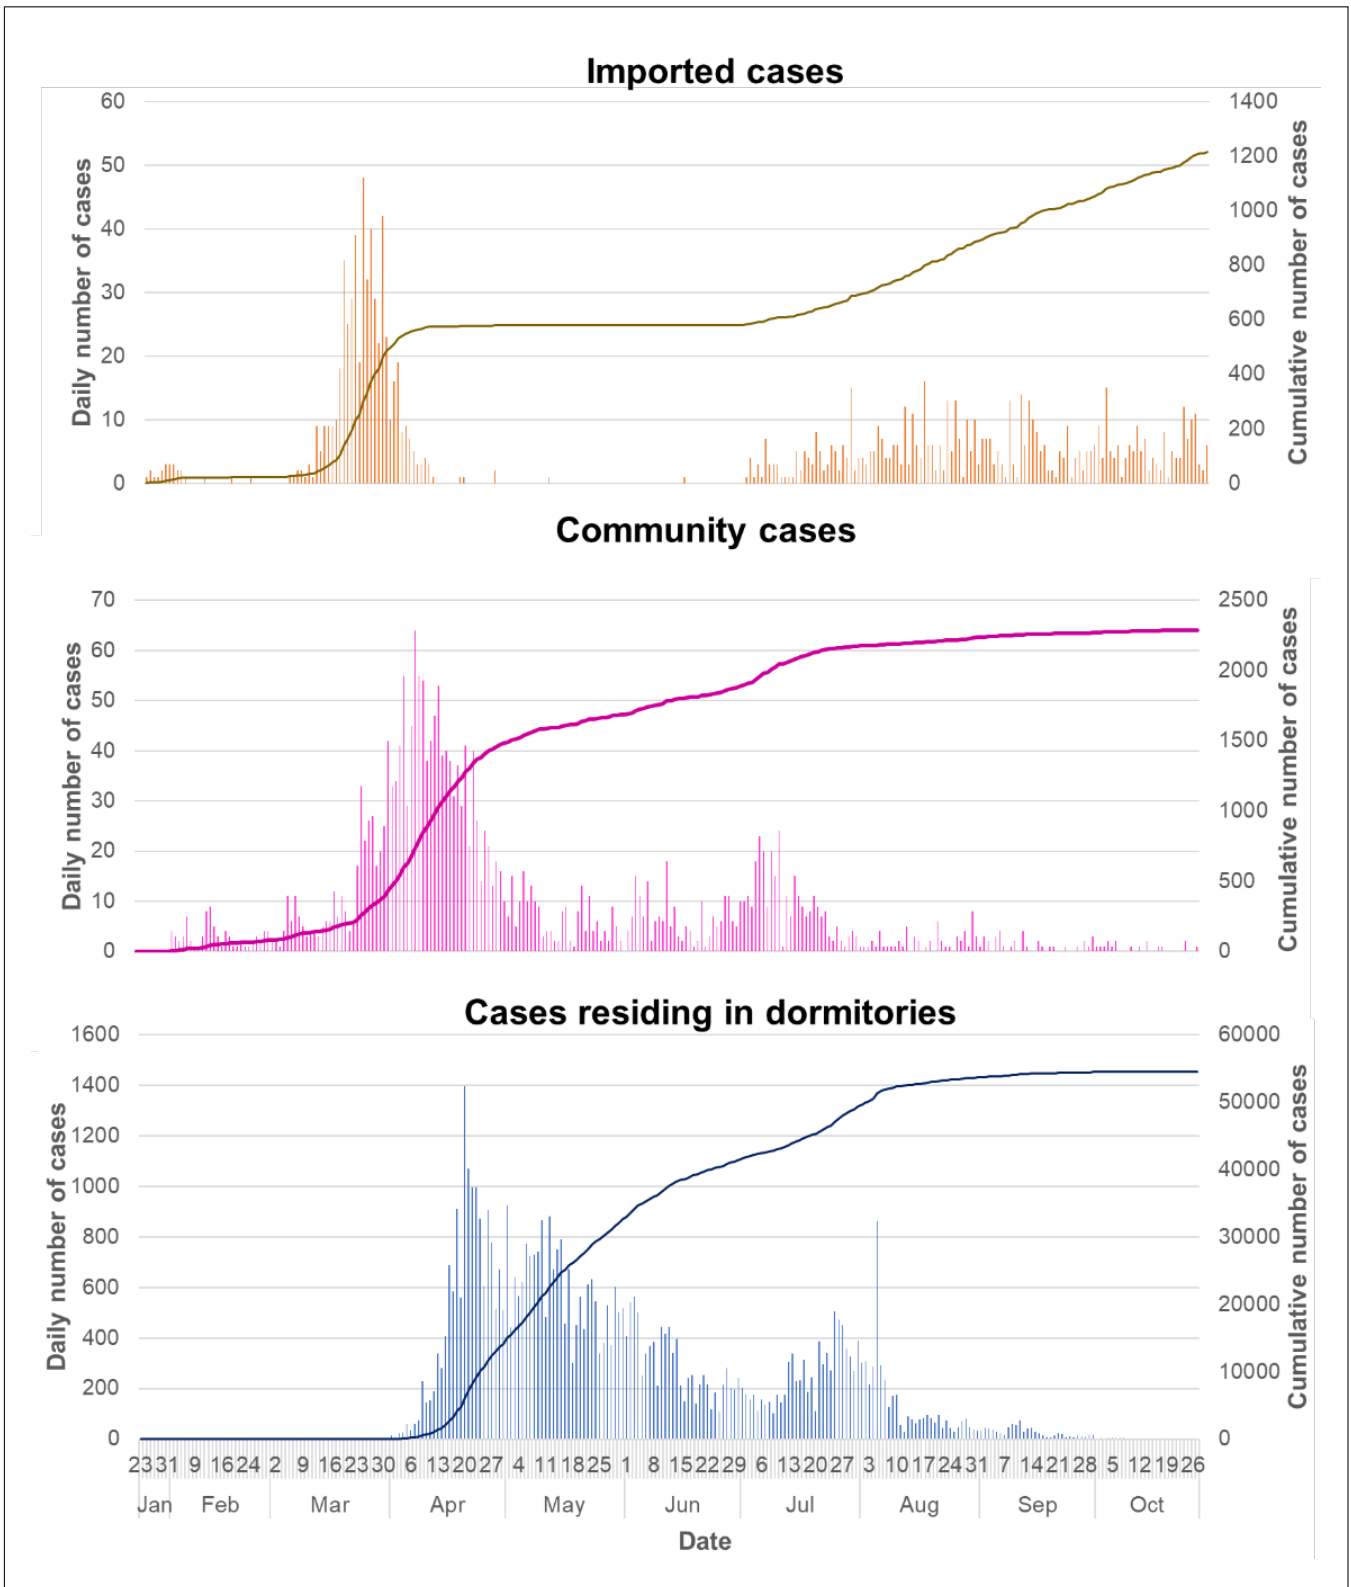 Imported cases
60 1400
50 1200
40 1000
30 800
20 600
10 400
0 200
0
Daily number of cases
Cumulative number of cases
Community cases
70 2500
60 2000
50 1500
40 1000
30 500
20 0
10
0
Daily number of cases
Cumulative number of cases
Cases residing in dormitories
1600 60000
1400 50000
1200 40000
1000 30000
800 20000
600 10000
400 0
200
0
Daily number of cases
Cumulative number of cases
23 31 9 16 24 2 9 16 23 30 6 13 20 27 4 11 18 25 1 8 15 22 29 6 13 20 27 3 10 17 24 31 7 14 21 28 5 12 19 26
Jan Feb Mar Apr May Jun Jul Aug Sep Oct
Date